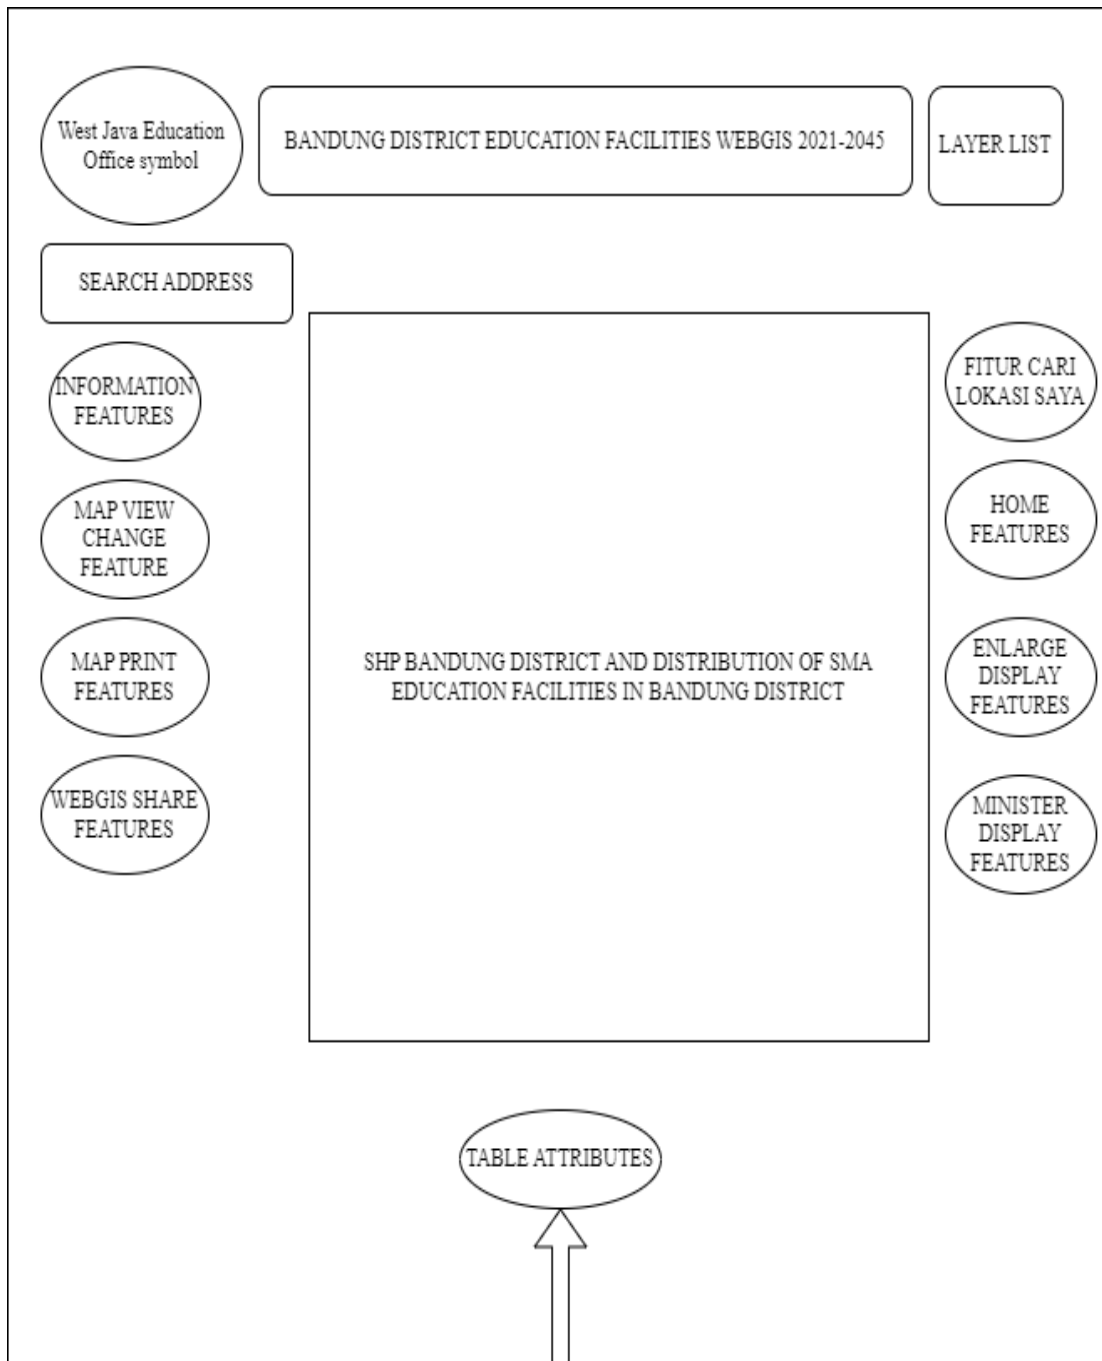 West Java Education
Office symbol
BANDUNG DISTRICT EDUCATION FACILITIES WEBGIS 2021-2045
LAYER LIST
SEARCH ADDRESS
INFORMATION
FEATURES
MAP VIEW
CHANGE
FEATURE
MAP PRINT
FEATURES
WEBGIS SHARE
FEATURES
SHP BANDUNG DISTRICT AND DISTRIBUTION OF SMA
EDUCATION FACILITIES IN BANDUNG DISTRICT
FITUR CARI
LOKASI SAYA
HOME
FEATURES
ENLARGE
DISPLAY
FEATURES
MINISTER
DISPLAY
FEATURES
TABLE ATTRIBUTES